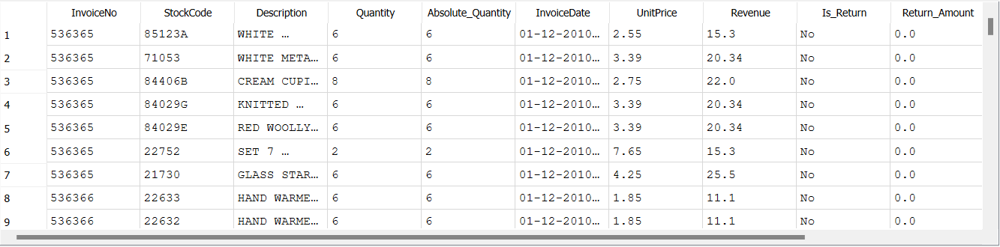 InvoiceNo StockCode Description Quantity Absolute_Quantity InvoiceDate UnitPrice Revenue Is_Return Return_Amount
1 536365 85123A WHITE … 6 6 01-12-2010… 2.55 15.3 No 0.0
2 536365 71053 WHITE META… 6 6 01-12-2010… 3.39 20.34 No 0.0
3 536365 84406B CREAM CUPI… 8 8 01-12-2010… 2.75 22.0 No 0.0
4 536365 84029G KNITTED … 6 6 01-12-2010… 3.39 20.34 No 0.0
5 536365 84029E RED WOOLLY… 6 6 01-12-2010… 3.39 20.34 No 0.0
6 536365 22752 SET 7 … 2 2 01-12-2010… 7.65 15.3 No 0.0
7 536365 21730 GLASS STAR… 6 6 01-12-2010… 4.25 25.5 No 0.0
8 536366 22633 HAND WARME… 6 6 01-12-2010… 1.85 11.1 No 0.0
9 536366 22632 HAND WARME… 6 6 01-12-2010… 1.85 11.1 No 0.0